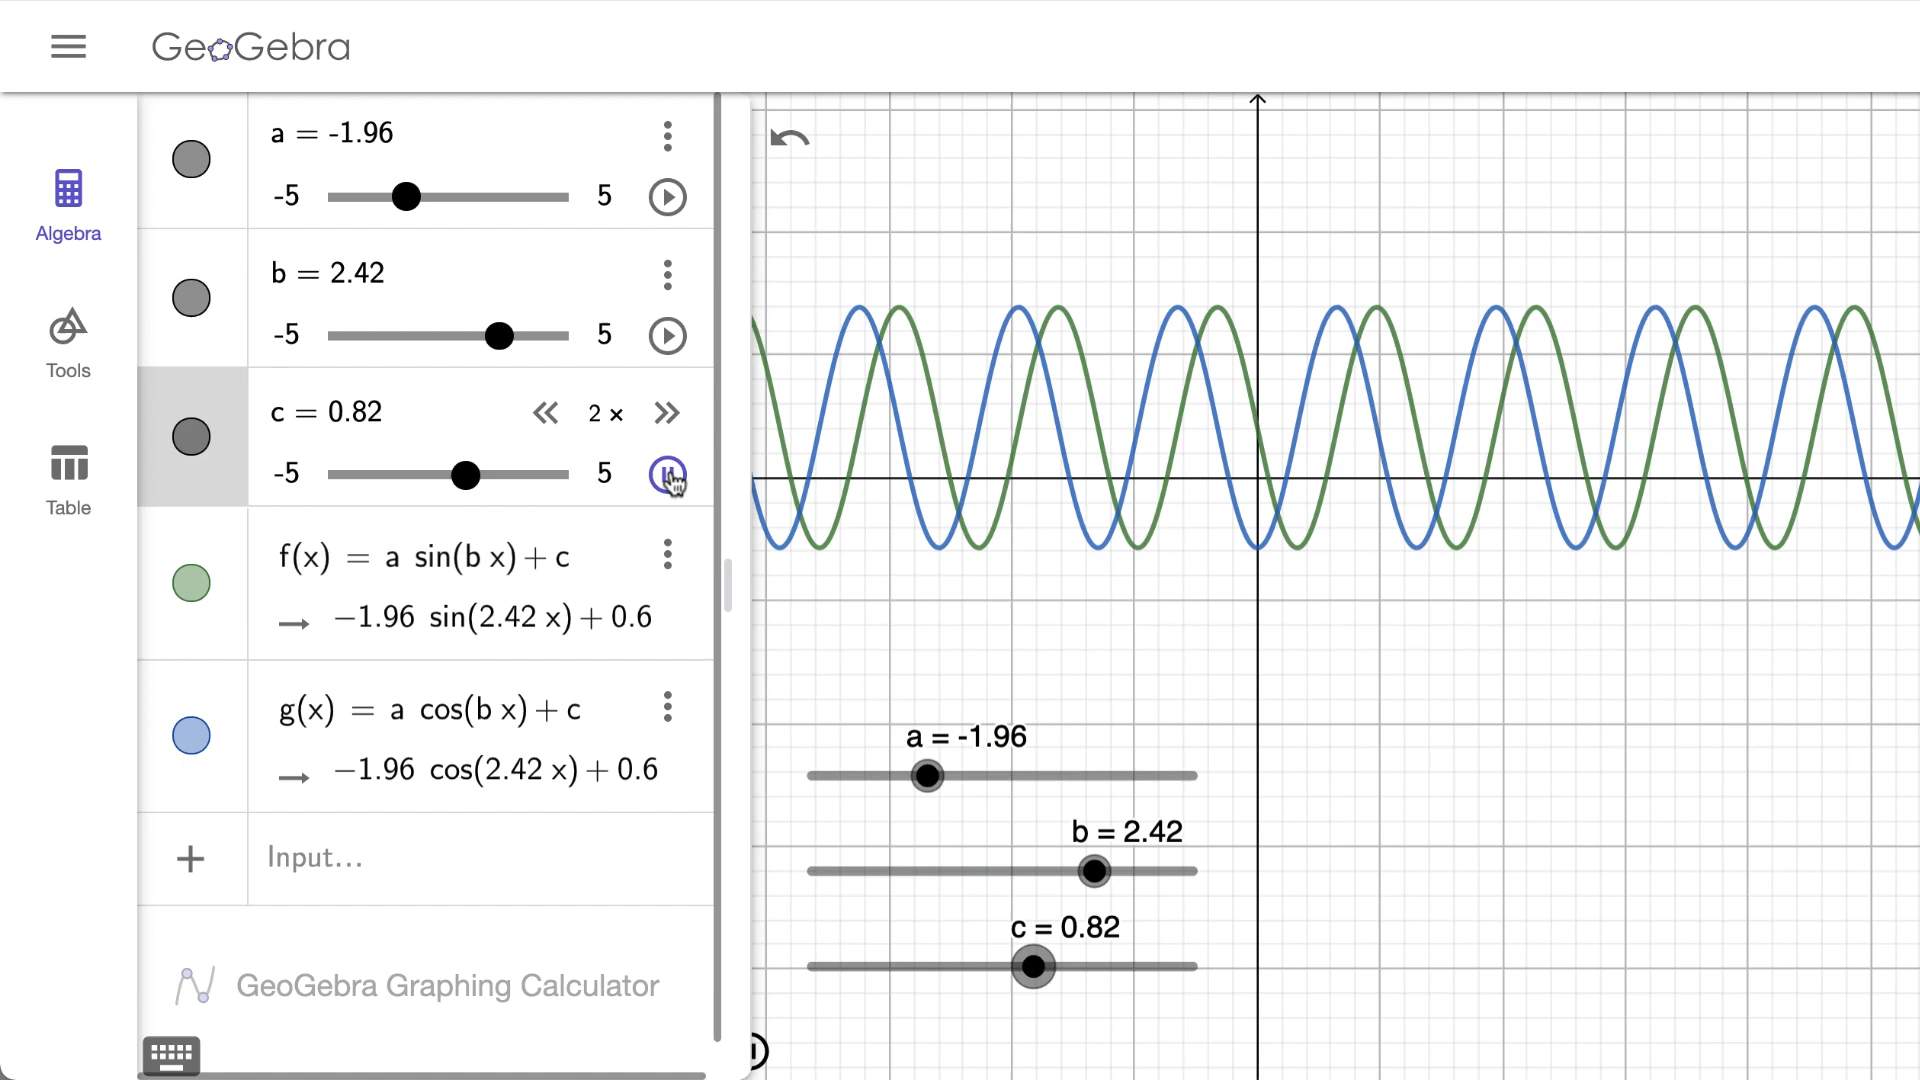 GeoGebra
a = -1.96
-5 5
Algebra
b = 2.42
-5 5
Tools
c = 0.82 2 ×
-5 5
Table
f(x) = a sin(b x) + c
→ −1.96 sin(2.42 x) + 0.6
g(x) = a cos(b x) + c
→ −1.96 cos(2.42 x) + 0.6
a = -1.96
b = 2.42
+ Input…
c = 0.82
GeoGebra Graphing Calculator